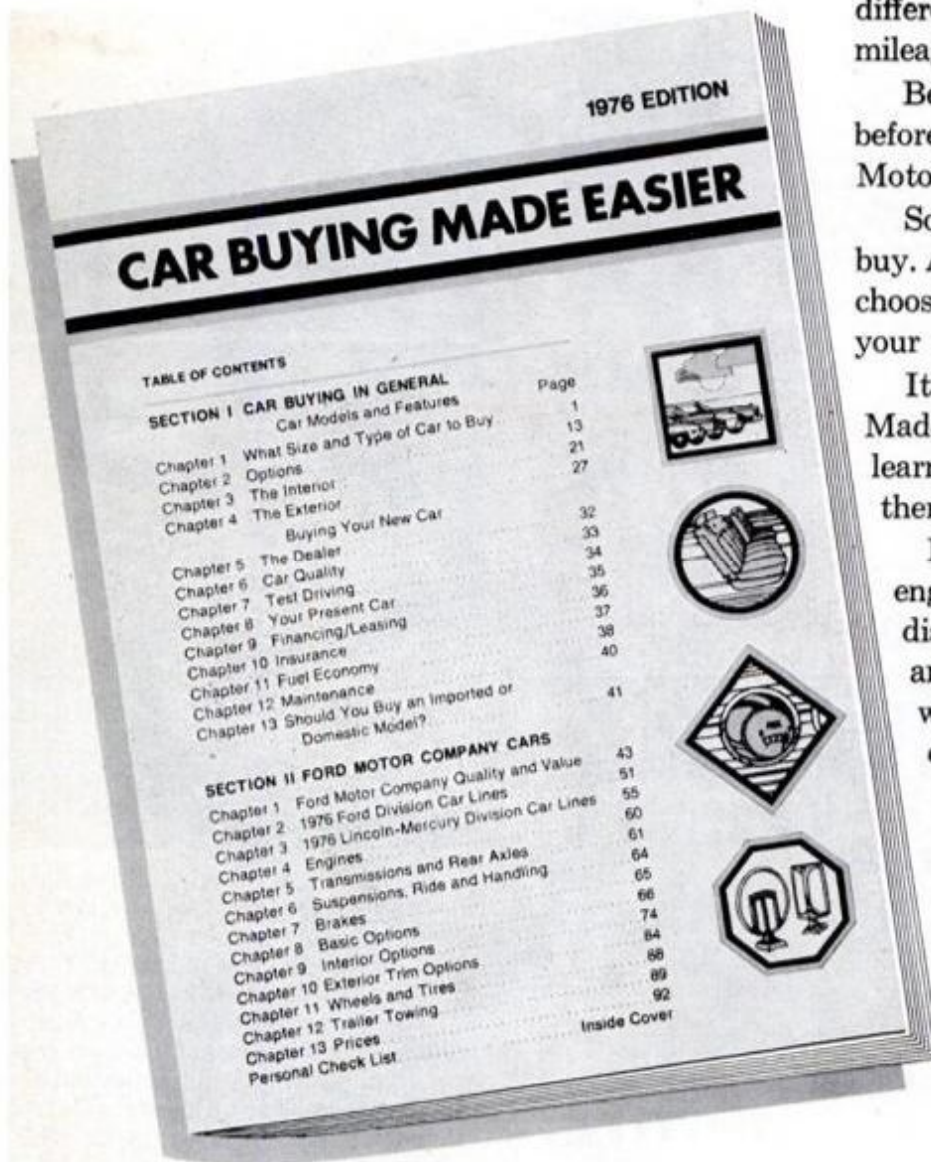 1976 EDITION
CAR BUYING MADE EASIER
TABLE OF CONTENTS
SECTION I CAR BUYING IN GENERAL
Car Models and Features Page
Chapter 1 What Size and Type of Car to Buy 1
Chapter 2 Options 13
Chapter 3 The Interior 21
Chapter 4 The Exterior 27
Buying Your New Car
Chapter 5 The Dealer 32
Chapter 6 Car Quality 33
Chapter 7 Test Driving 34
Chapter 8 Your Present Car 35
Chapter 9 Financing/Leasing 36
Chapter 10 Insurance 37
Chapter 11 Fuel Economy 38
Chapter 12 Maintenance 40
Chapter 13 Should You Buy an Imported or
Domestic Model? 41
SECTION II FORD MOTOR COMPANY CARS
Chapter 1 Ford Motor Company Quality and Value 43
Chapter 2 1976 Ford Division Car Lines 51
Chapter 3 1976 Lincoln-Mercury Division Car Lines 55
Chapter 4 Engines 60
Chapter 5 Transmissions and Rear Axles 61
Chapter 6 Suspensions, Ride and Handling 64
Chapter 7 Brakes 65
Chapter 8 Basic Options 66
Chapter 9 Interior Options 74
Chapter 10 Exterior Trim Options 84
Chapter 11 Wheels and Tires 88
Chapter 12 Trailer Towing 89
Chapter 13 Prices 92
Personal Check List Inside Cover
differe
milea
Be
before
Moto
So
buy.
choos
your
It
Mad
learn
ther
eng
dis